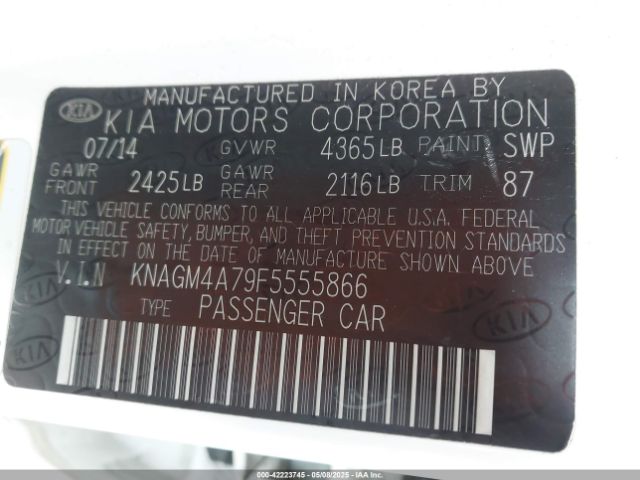 MANUFACTURED IN KOREA BY
KIA KIA MOTORS CORPORATION
07/14 GVWR 4365LB PAINT SWP
GAWR FRONT 2425LB GAWR REAR 2116LB TRIM 87
THIS VEHICLE CONFORMS TO ALL APPLICABLE U.S.A. FEDERAL
MOTOR VEHICLE SAFETY, BUMPER, AND THEFT PREVENTION STANDARDS
IN EFFECT ON THE DATE OF MANUFACTURE SHOWN ABOVE
V.I.N KNAGM4A79F5555866
TYPE PASSENGER CAR
000-42223745 05/08/2025 IAA INC